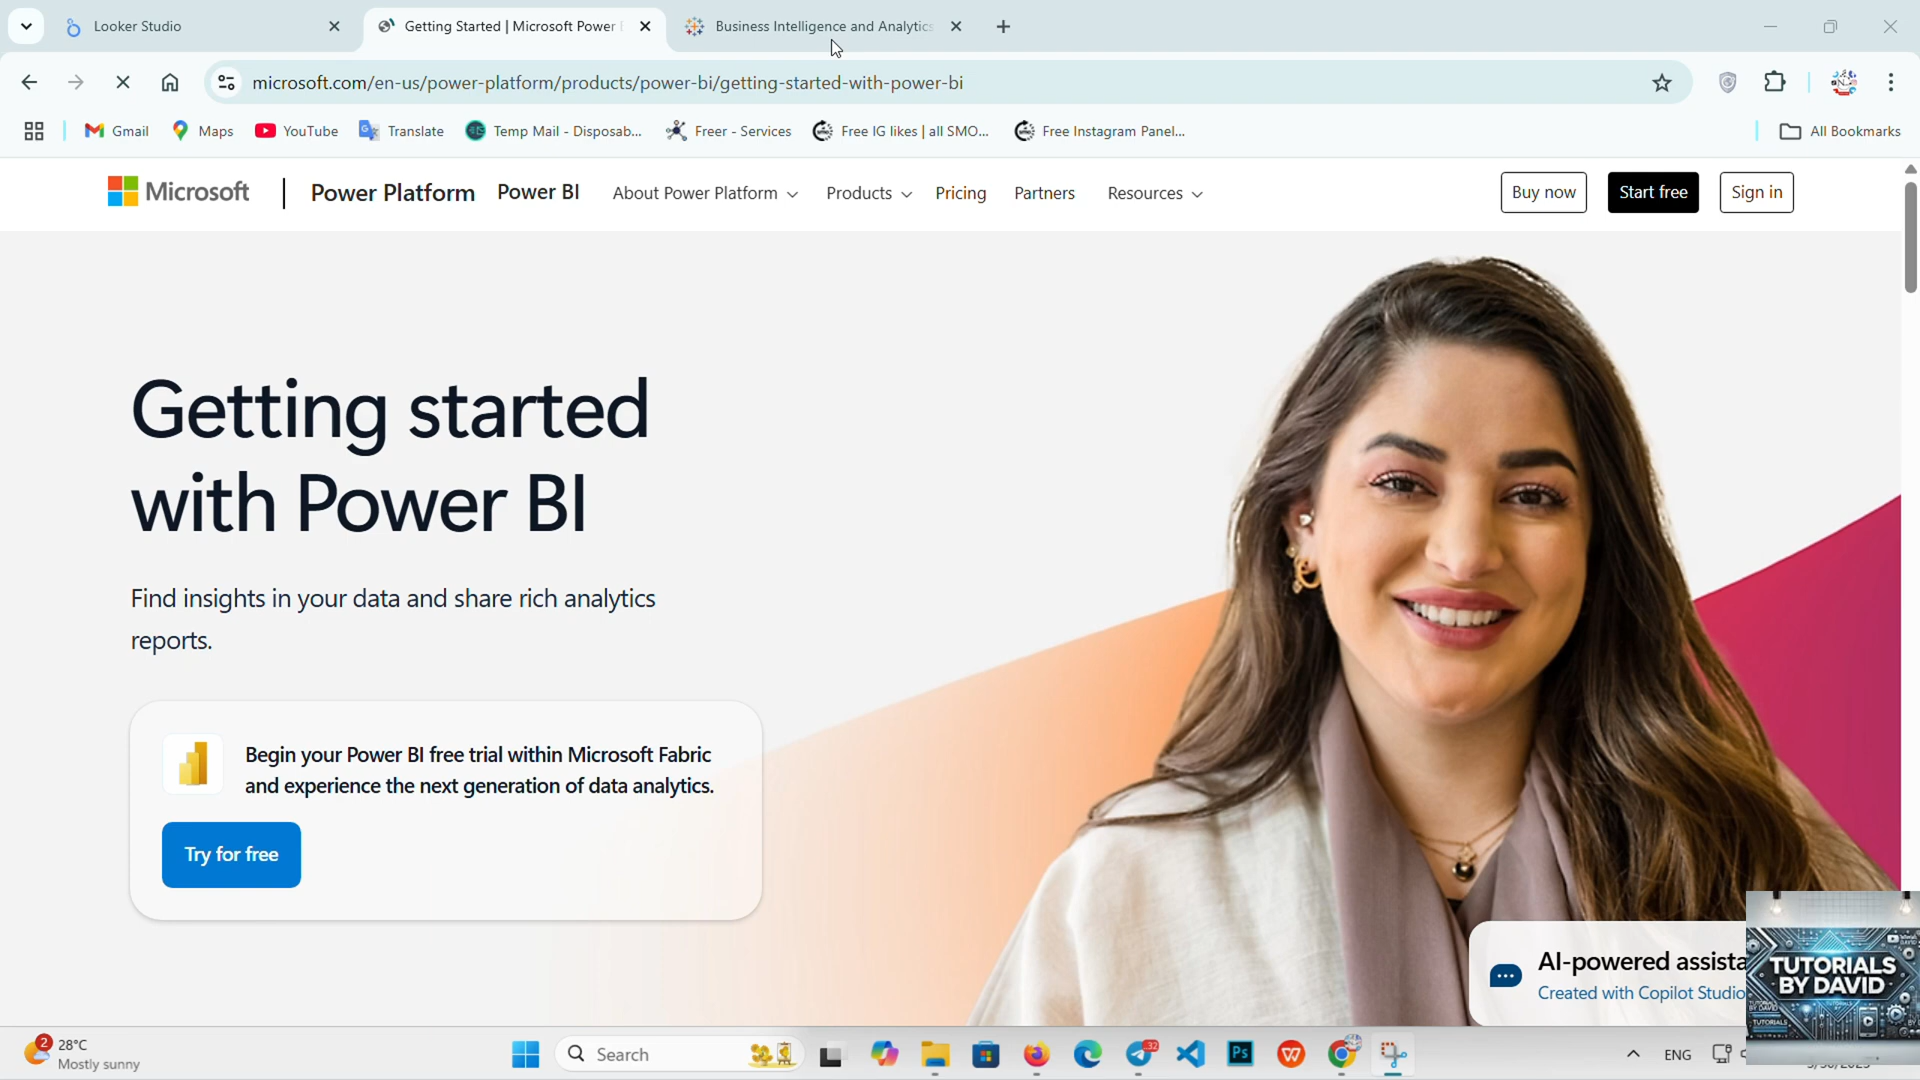 Looker Studio
Getting Started | Microsoft Power
Business Intelligence and Analytics
microsoft.com/en-us/power-platform/products/power-bi/getting-started-with-power-bi
Gmail
Maps
YouTube
Translate
Temp Mail - Disposab...
Freer - Services
Free IG likes | all SMO...
Free Instagram Panel...
All Bookmarks
Microsoft
Power Platform
Power BI
About Power Platform
Products
Pricing
Partners
Resources
Buy now
Start free
Sign in
Getting started
with Power BI
Find insights in your data and share rich analytics
reports.
Begin your Power BI free trial within Microsoft Fabric
and experience the next generation of data analytics.
Try for free
AI-powered assista
Created with Copilot Studio
TUTORIALS
BY DAVID
TUTORIALS
2
28°C
Mostly sunny
Search
32
Ps
ENG